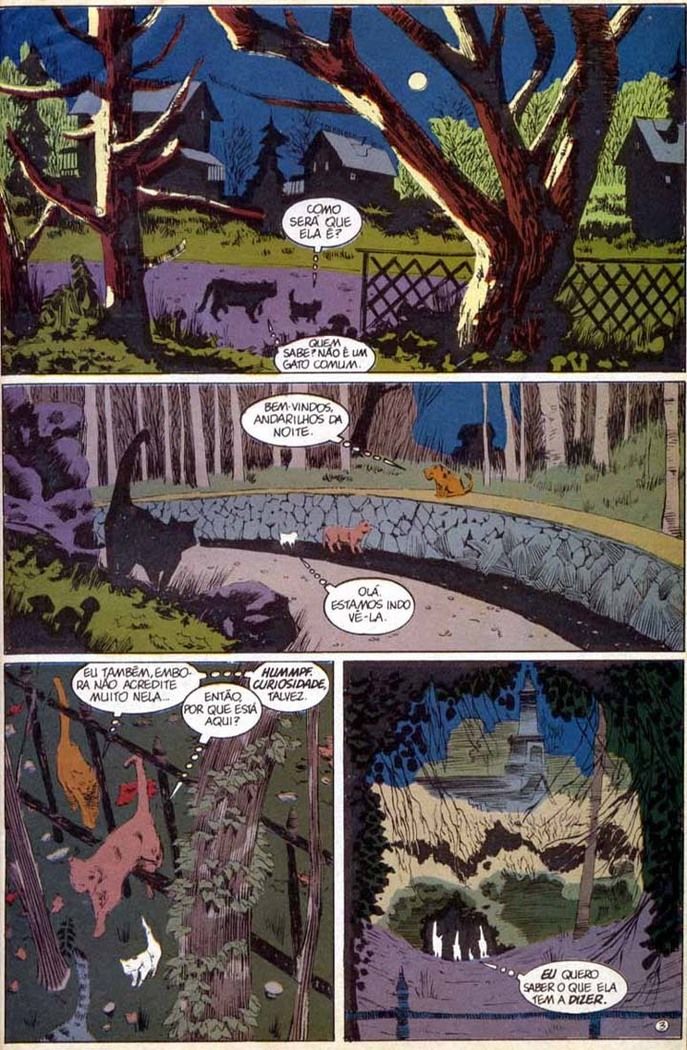 COMO
SERÁ QUE
ELA É?
QUEM
SABE? NÃO É UM
GATO COMUM.
BEM-VINDOS,
ANDARILHOS DA
NOITE.
OLÁ.
ESTAMOS INDO
VÊ-LA.
EU TAMBÉM, EMBO-
RA NÃO ACREDITE
MUITO NELA...
ENTÃO,
POR QUE ESTÁ
AQUI?
HUMMPF.
CURIOSIDADE,
TALVEZ.
EU QUERO
SABER O QUE ELA
TEM A DIZER.
3